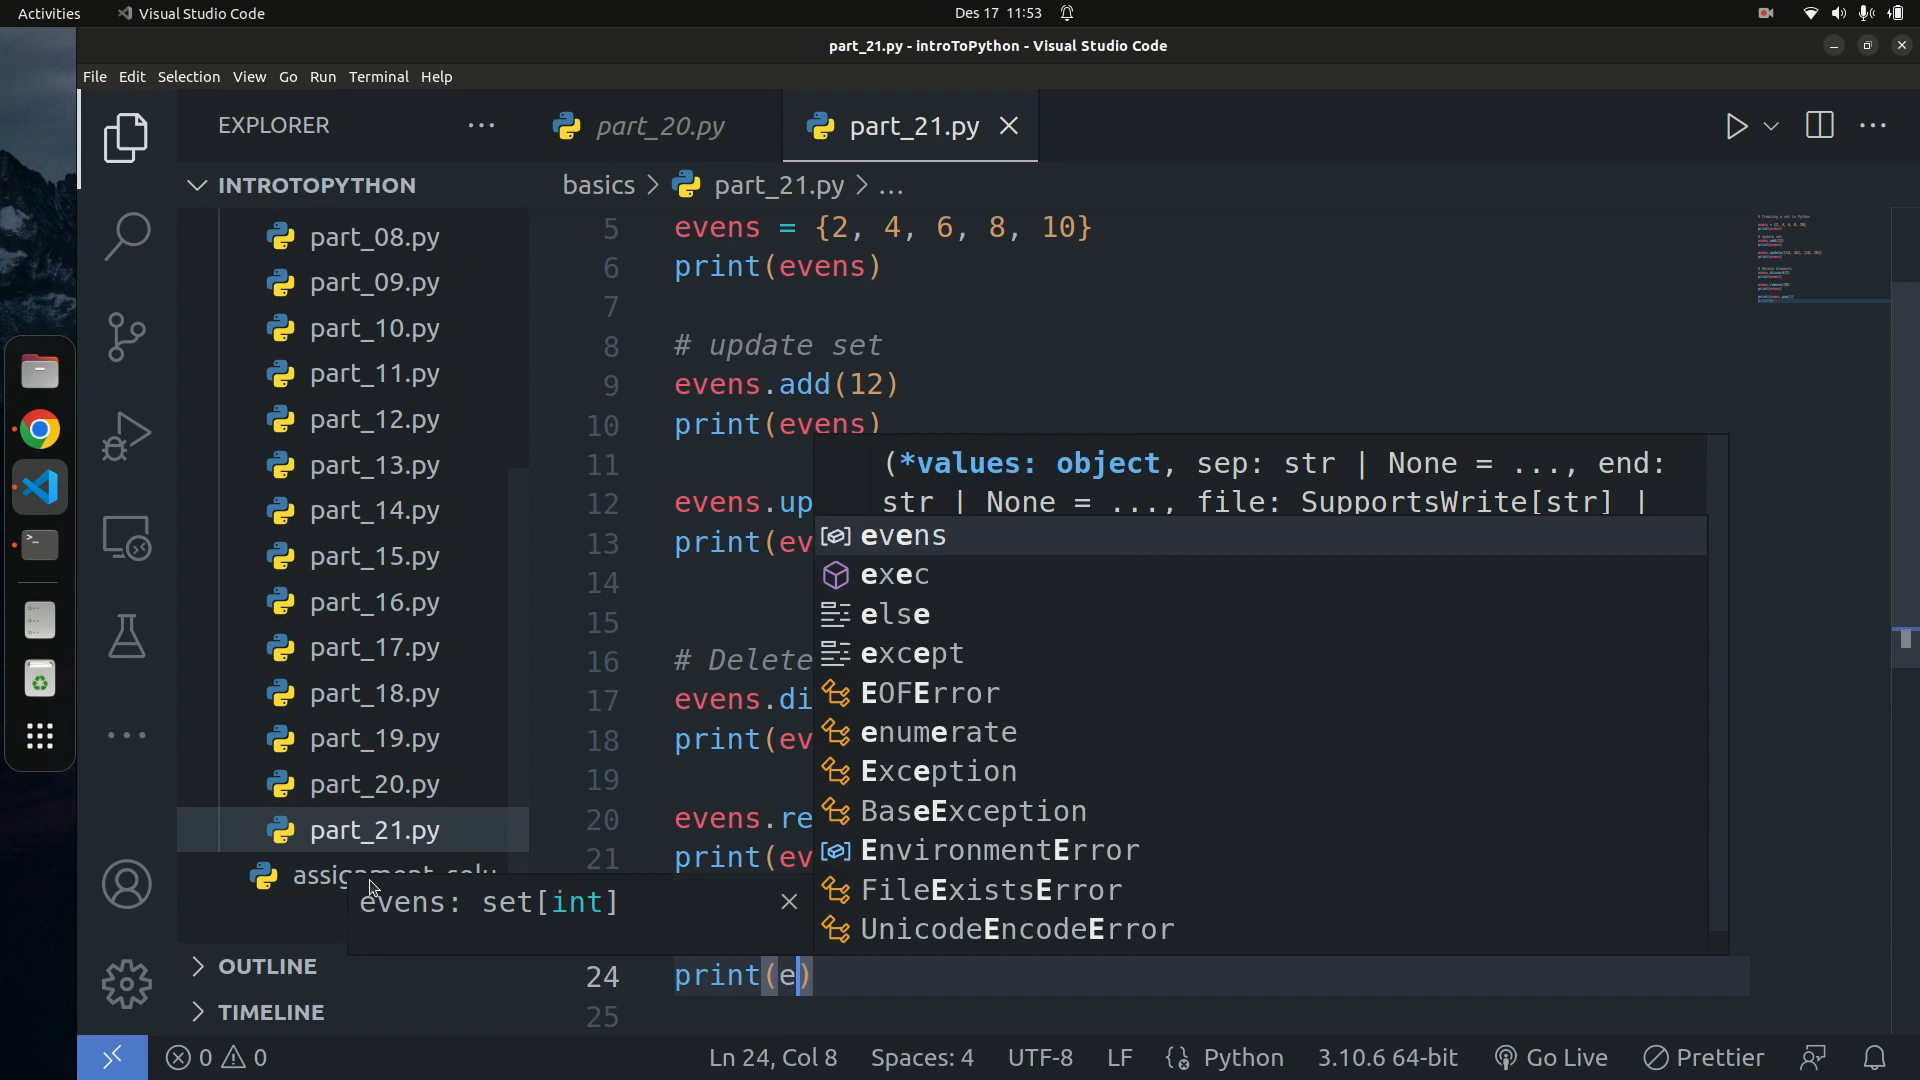 Activities
Visual Studio Code
Des 17 11:53
part_21.py - introToPython - Visual Studio Code
File Edit Selection View Go Run Terminal Help
EXPLORER
part_20.py
part_21.py
INTROTOPYTHON
basics > part_21.py > ...
part_08.py
part_09.py
part_10.py
part_11.py
part_12.py
part_13.py
part_14.py
part_15.py
part_16.py
part_17.py
part_18.py
part_19.py
part_20.py
part_21.py
OUTLINE
TIMELINE
5 evens = {2, 4, 6, 8, 10}
6 print(evens)
7
8 # update set
9 evens.add(12)
10 print(evens)
11
12 evens.up
13 print(ev
14
15
16 # Delete
17 evens.di
18 print(ev
19
20 evens.re
21 print(ev
24 print(e)
25
(*values: object, sep: str | None = ..., end:
str | None = ..., file: SupportsWrite[str] |
evens
exec
else
except
EOFError
enumerate
Exception
BaseException
EnvironmentError
FileExistsError
UnicodeEncodeError
evens: set[int]
0 0
Ln 24, Col 8
Spaces: 4
UTF-8
LF
Python
3.10.6 64-bit
Go Live
Prettier